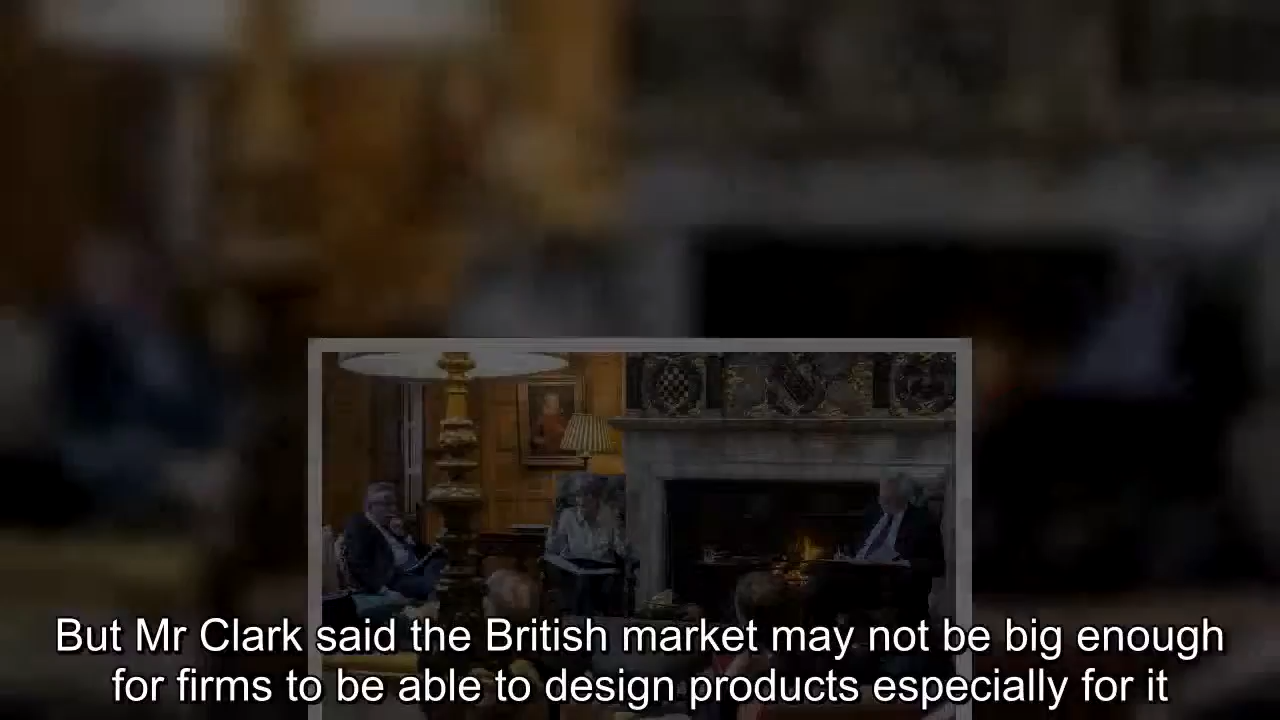 But Mr Clark said the British market may not be big enough
for firms to be able to design products especially for it